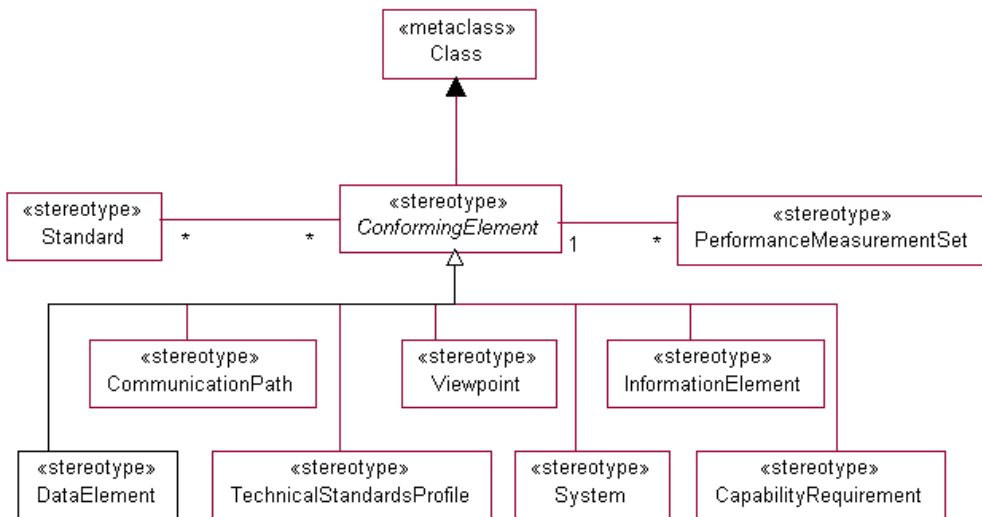 «metaclass»
Class
«stereotype»
Standard
*
*
«stereotype»
ConformingElement
1
*
«stereotype»
PerformanceMeasurementSet
«stereotype»
CommunicationPath
«stereotype»
Viewpoint
«stereotype»
InformationElement
«stereotype»
DataElement
«stereotype»
TechnicalStandardsProfile
«stereotype»
System
«stereotype»
CapabilityRequirement